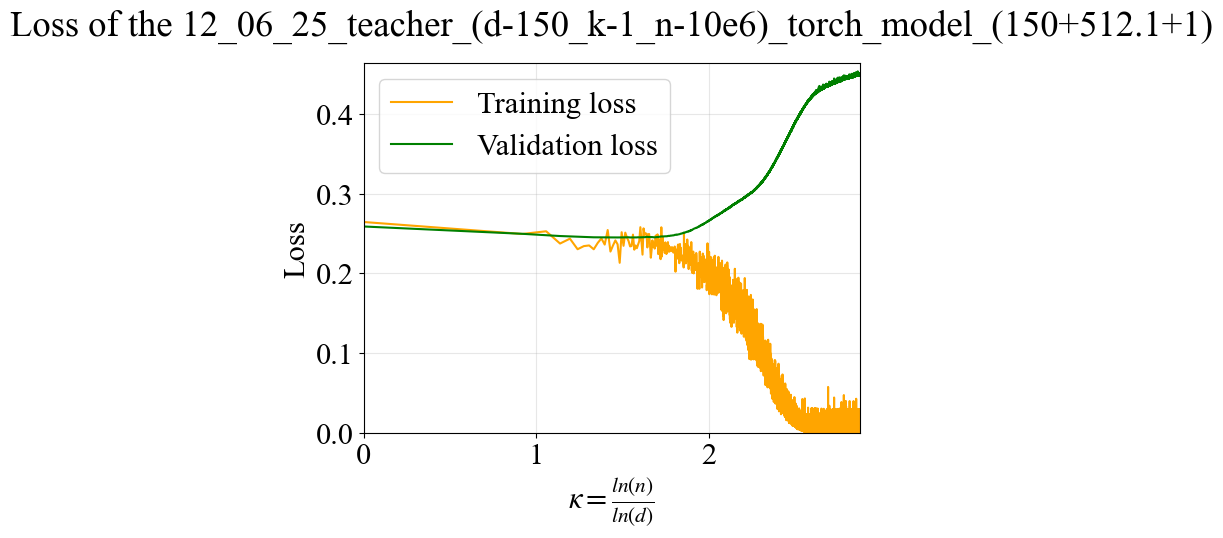 Loss of the 12_06_25_teacher_(d-150_k-1_n-10e6)_torch_model_(150+512.1+1)
Training loss
Validation loss
Loss
0.4
0.3
0.2
0.1
0.0
0 1 2
κ = ln(n)/ln(d)